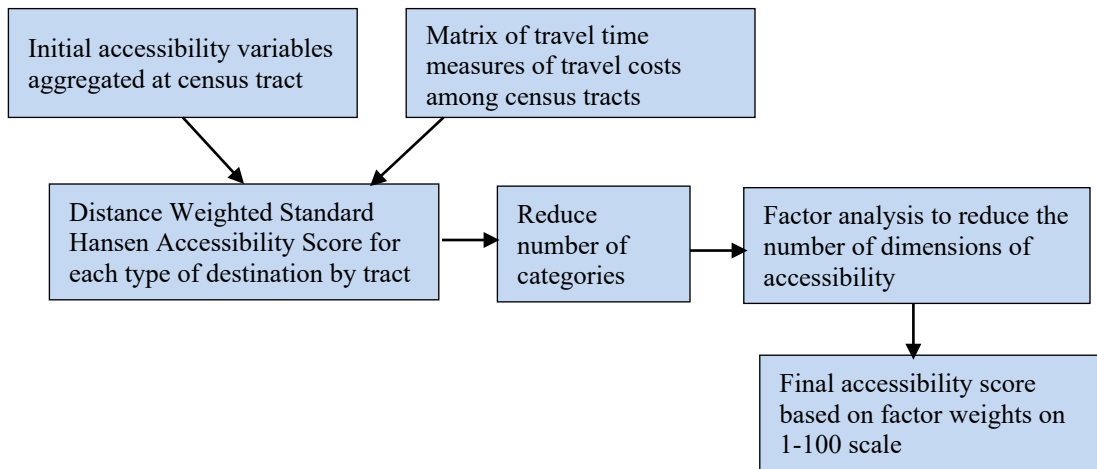 Initial accessibility variables
aggregated at census tract
Matrix of travel time
measures of travel costs
among census tracts
Distance Weighted Standard
Hansen Accessibility Score for
each type of destination by tract
Reduce
number of
categories
Factor analysis to reduce the
number of dimensions of
accessibility
Final accessibility score
based on factor weights on
1-100 scale